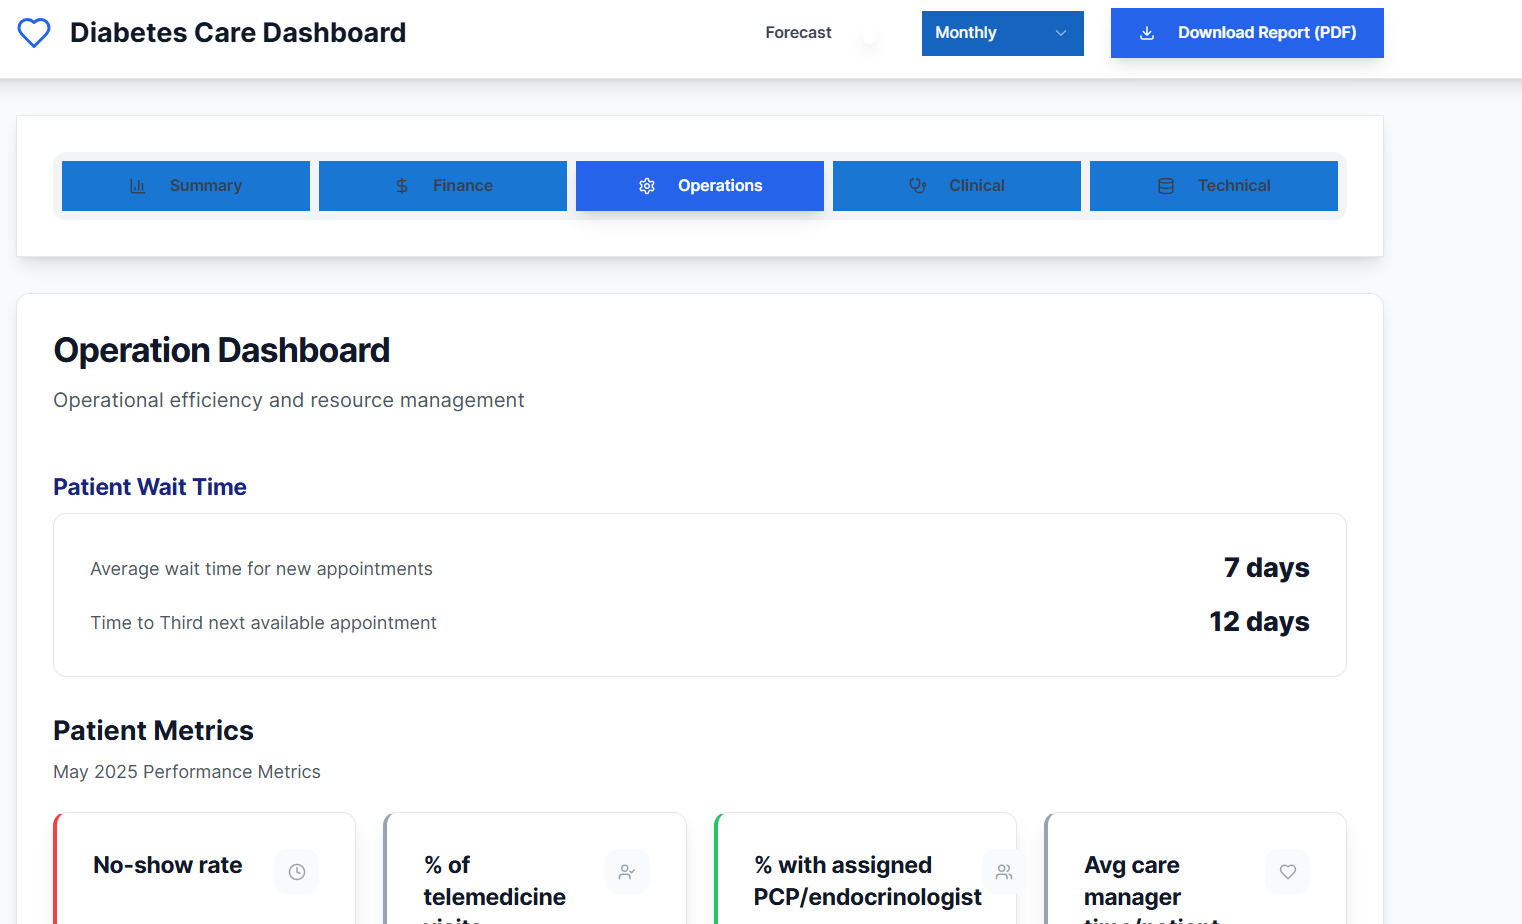 Diabetes Care Dashboard
Forecast
Monthly
Download Report (PDF)
Summary
Finance
Operations
Clinical
Technical
Operation Dashboard
Operational efficiency and resource management
Patient Wait Time
Average wait time for new appointments
7 days
Time to Third next available appointment
12 days
Patient Metrics
May 2025 Performance Metrics
No-show rate
% of
telemedicine
visits
% with assigned
PCP/endocrinologist
Avg care
manager
time/patient